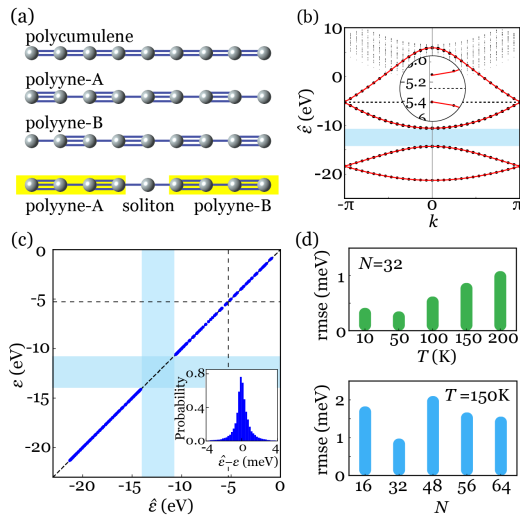 (a)
polycumulene
polyyne-A
polyyne-B
polyyne-A soliton polyyne-B
(b)
10
0
-10
-20
ε̂ (eV)
5.2
5.4
-π 0 π
k
(c)
0
-5
-10
-15
-20
ε (eV)
-20 -15 -10 -5 0
ε̂ (eV)
Probability
0.8
0.4
0.0
-4 0 4
ε̂−ε (meV)
(d)
N=32
rmse (meV)
1
0
10 50 100 150 200
T (K)
T=150K
rmse (meV)
2
1
0
16 32 48 56 64
N